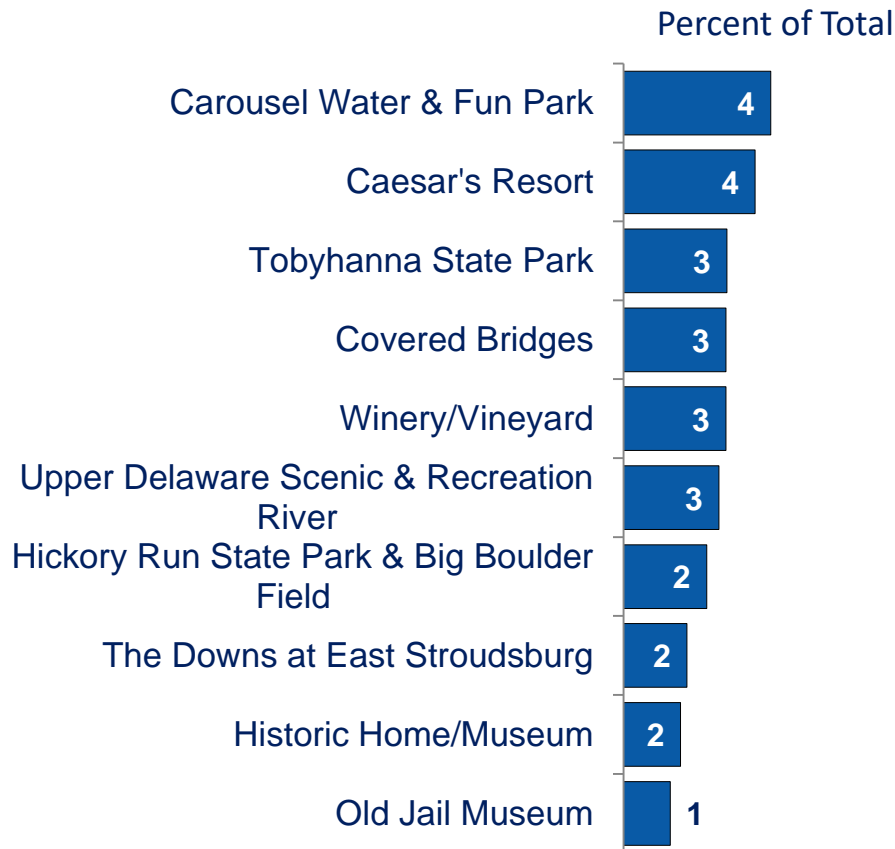 Percent of Total
Carousel Water & Fun Park 4
Caesar's Resort 4
Tobyhanna State Park 3
Covered Bridges 3
Winery/Vineyard 3
Upper Delaware Scenic & Recreation
River 3
Hickory Run State Park & Big Boulder
Field 2
The Downs at East Stroudsburg 2
Historic Home/Museum 2
Old Jail Museum 1